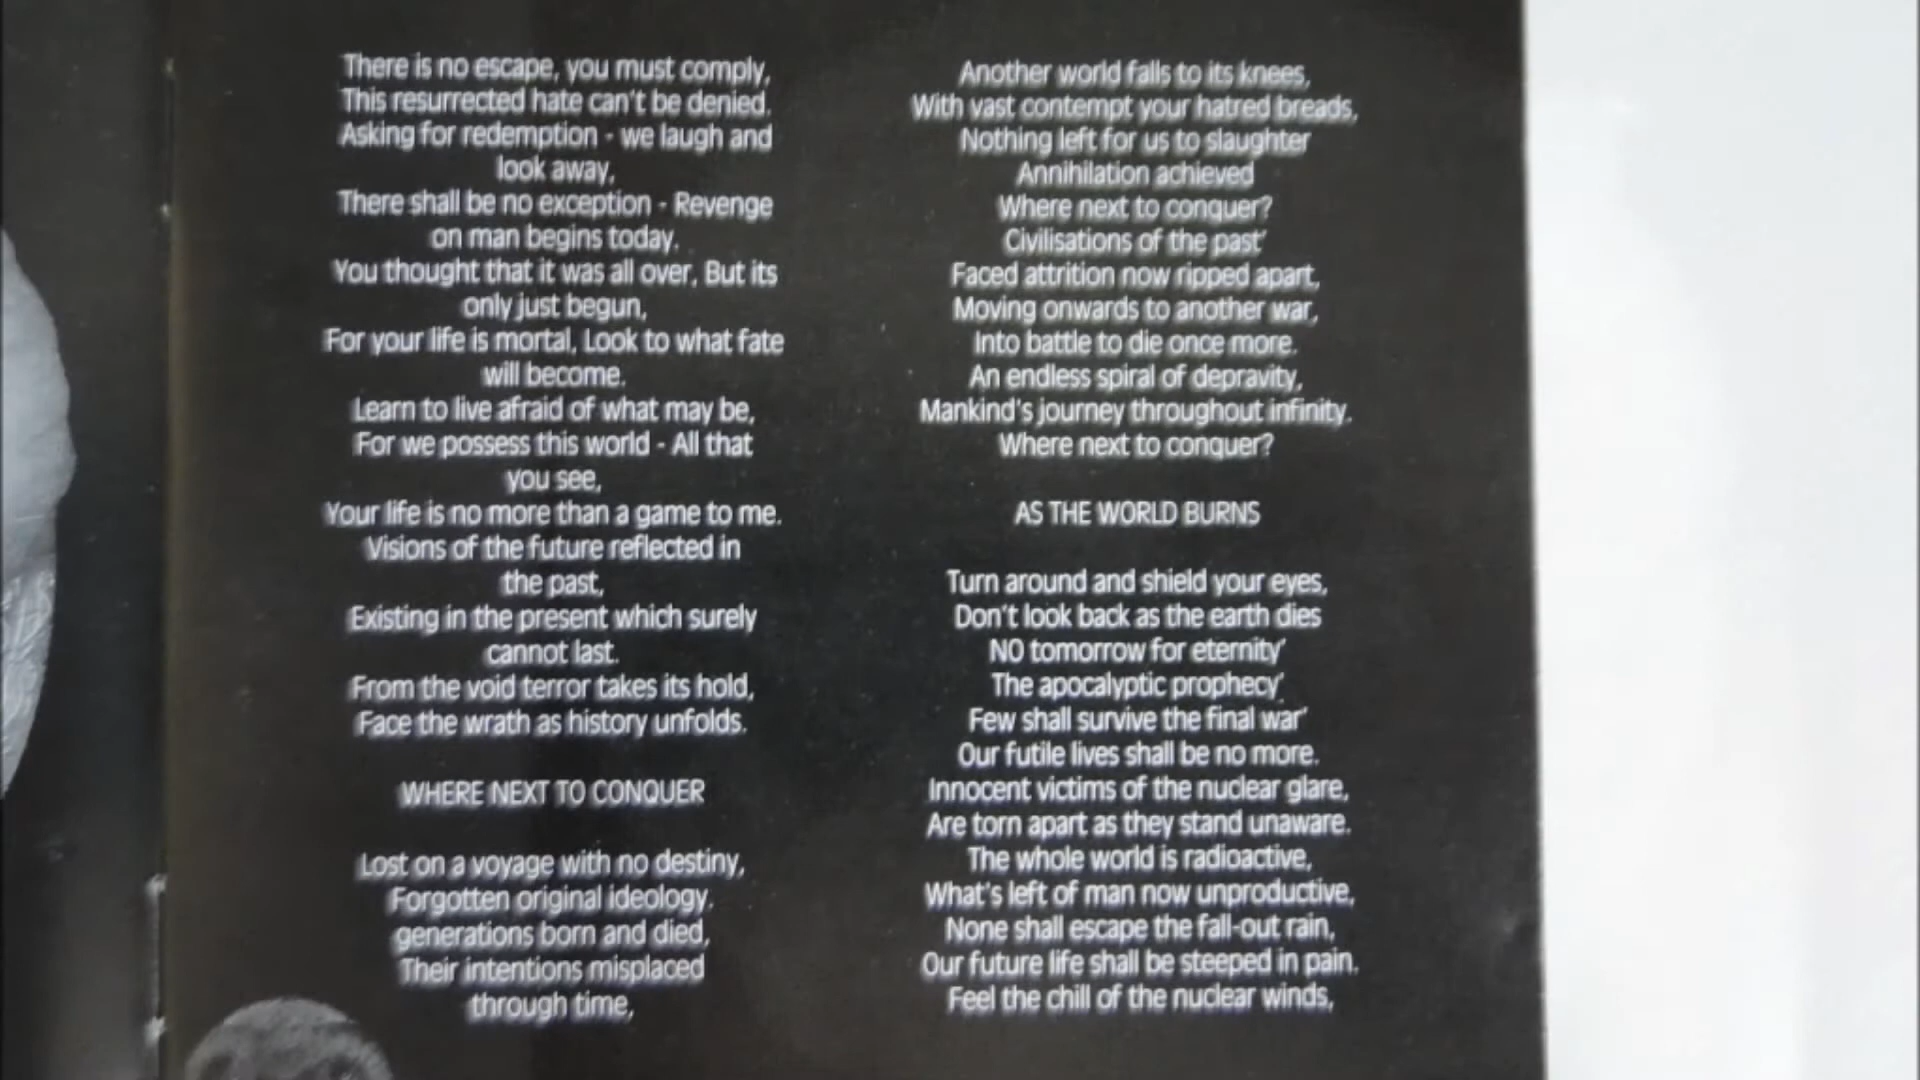 There is no escape, you must comply,
This resurrected hate can't be denied.
Asking for redemption - we laugh and
look away,
There shall be no exception - Revenge
on man begins today.
You thought that it was all over, But its
only just begun,
For your life is mortal, Look to what fate
will become.
Learn to live afraid of what may be,
For we possess this world - All that
you see,
Your life is no more than a game to me.
Visions of the future reflected in
the past,
Existing in the present which surely
cannot last.
From the void terror takes its hold,
Face the wrath as history unfolds.
WHERE NEXT TO CONQUER
Lost on a voyage with no destiny,
Forgotten original ideology.
generations born and died,
Their intentions misplaced
through time,
Another world falls to its knees,
With vast contempt your hatred breads,
Nothing left for us to slaughter
Annihilation achieved
Where next to conquer?
Civilisations of the past'
Faced attrition now ripped apart,
Moving onwards to another war,
Into battle to die once more.
An endless spiral of depravity,
Mankind's journey throughout infinity.
Where next to conquer?
AS THE WORLD BURNS
Turn around and shield your eyes,
Don't look back as the earth dies
NO tomorrow for eternity'
The apocalyptic prophecy'
Few shall survive the final war'
Our futile lives shall be no more.
Innocent victims of the nuclear glare,
Are torn apart as they stand unaware.
The whole world is radioactive,
What's left of man now unproductive,
None shall escape the fall-out rain,
Our future life shall be steeped in pain.
Feel the chill of the nuclear winds,